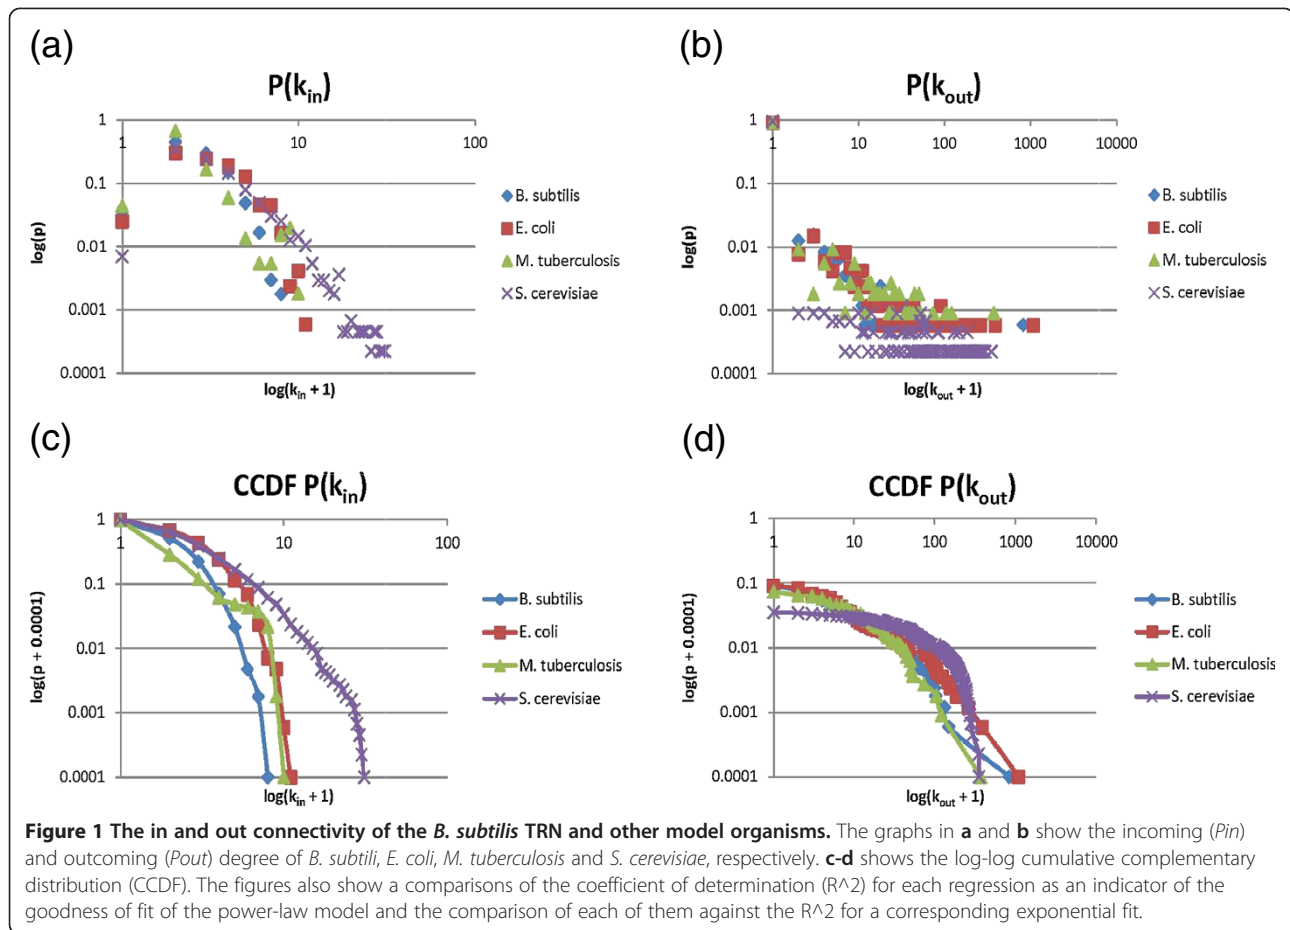 (a)
P(k_in)
1
10
100
1
0.1
0.01
0.001
0.0001
log(p)
log(k_in + 1)
B. subtilis
E. coli
M. tuberculosis
S. cerevisiae
(b)
P(k_out)
1
10
100
1000
10000
1
0.1
0.01
0.001
0.0001
log(p)
log(k_out + 1)
B. subtilis
E. coli
M. tuberculosis
S. cerevisiae
(c)
CCDF P(k_in)
1
10
100
1
0.1
0.01
0.001
0.0001
log(p + 0.0001)
log(k_in + 1)
B. subtilis
E. coli
M. tuberculosis
S. cerevisiae
(d)
CCDF P(k_out)
1
10
100
1000
10000
1
0.1
0.01
0.001
0.0001
log(p + 0.0001)
log(k_out + 1)
B. subtilis
E. coli
M. tuberculosis
S. cerevisiae
Figure 1 The in and out connectivity of the B. subtilis TRN and other model organisms. The graphs in a and b show the incoming (Pin)
and outcoming (Pout) degree of B. subtili, E. coli, M. tuberculosis and S. cerevisiae, respectively. c-d shows the log-log cumulative complementary
distribution (CCDF). The figures also show a comparisons of the coefficient of determination (R^2) for each regression as an indicator of the
goodness of fit of the power-law model and the comparison of each of them against the R^2 for a corresponding exponential fit.